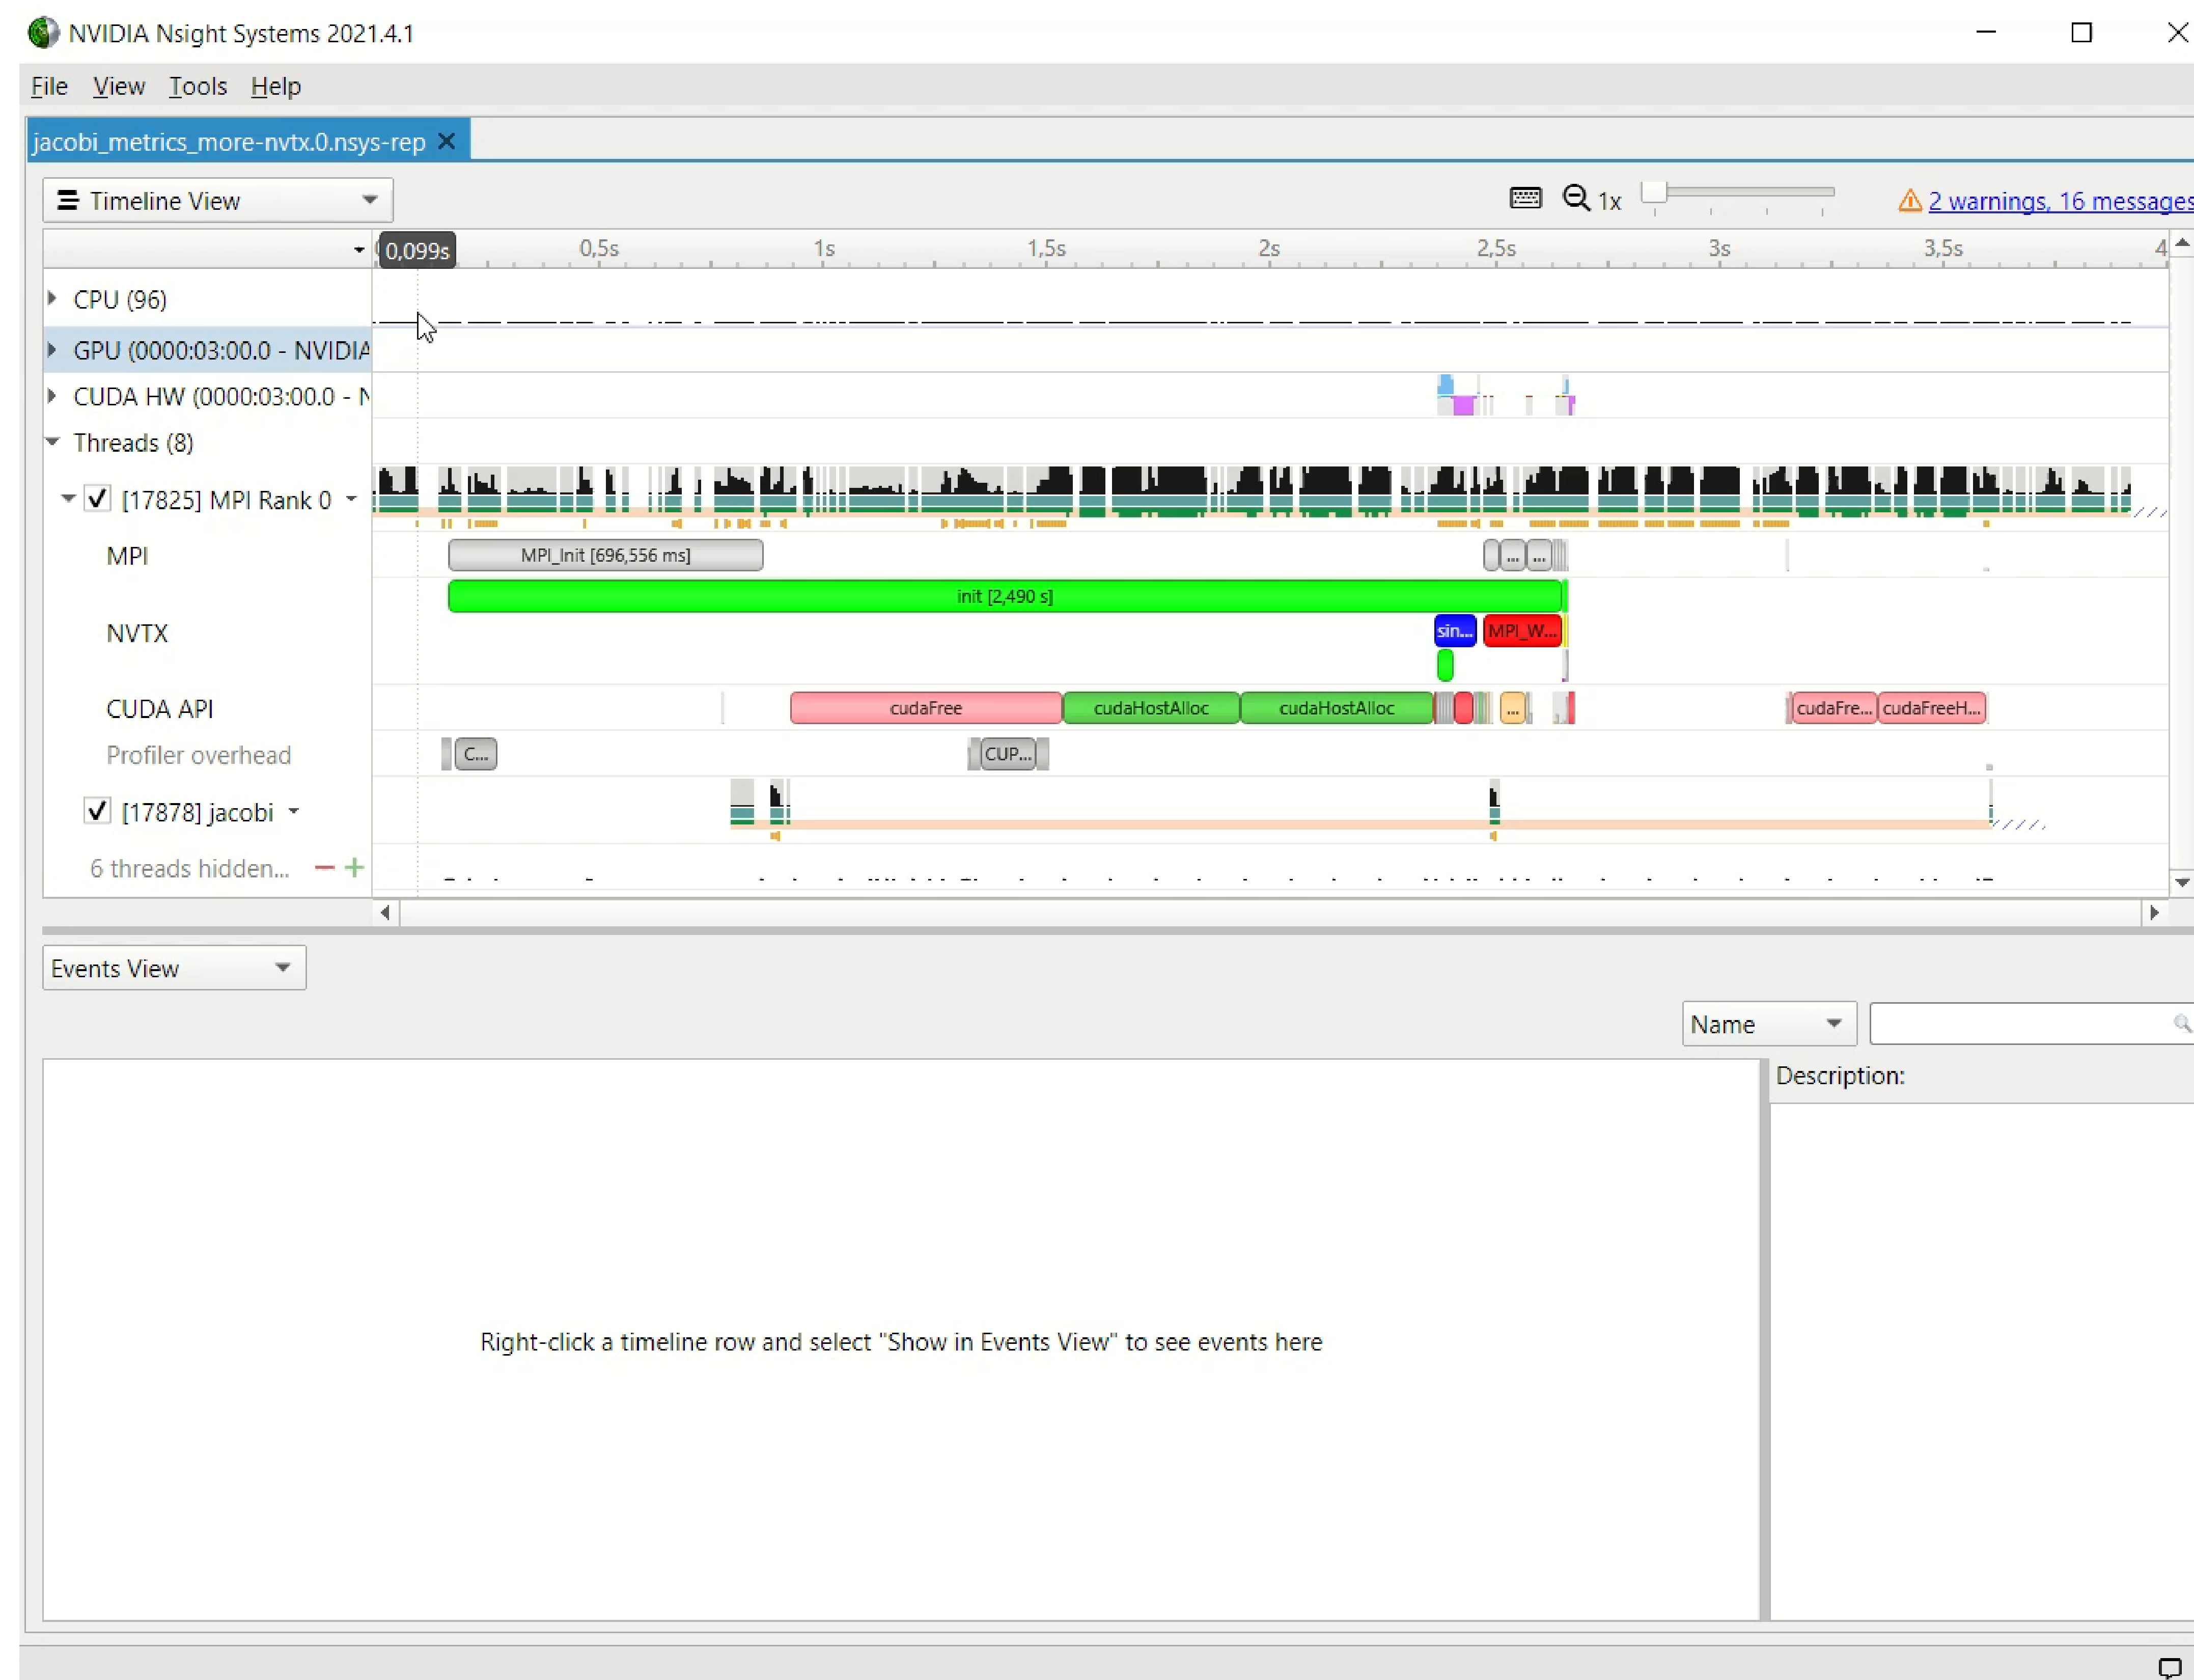 NVIDIA Nsight Systems 2021.4.1
File View Tools Help
jacobi_metrics_more-nvtx.0.nsys-rep
Timeline View
1x
2 warnings, 16 messages
0,099s 0,5s 1s 1,5s 2s 2,5s 3s 3,5s 4
CPU (96)
GPU (0000:03:00.0 - NVIDIA
CUDA HW (0000:03:00.0 - N
Threads (8)
[17825] MPI Rank 0
MPI
MPI_Init [696,556 ms]
... ...
init [2,490 s]
NVTX
sin... MPI_W...
CUDA API
cudaFree cudaHostAlloc cudaHostAlloc ... cudaFre... cudaFreeH...
Profiler overhead
C... CUP...
[17878] jacobi
6 threads hidden...
Events View
Name
Description:
Right-click a timeline row and select "Show in Events View" to see events here